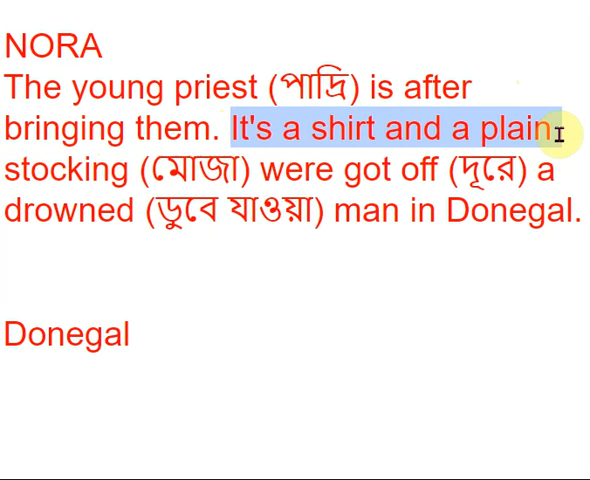 NORA
The young priest (পাদ্রি) is after
bringing them. It's a shirt and a plain
stocking (মোজা) were got off (দূরে) a
drowned (ডুবে যাওয়া) man in Donegal.
Donegal